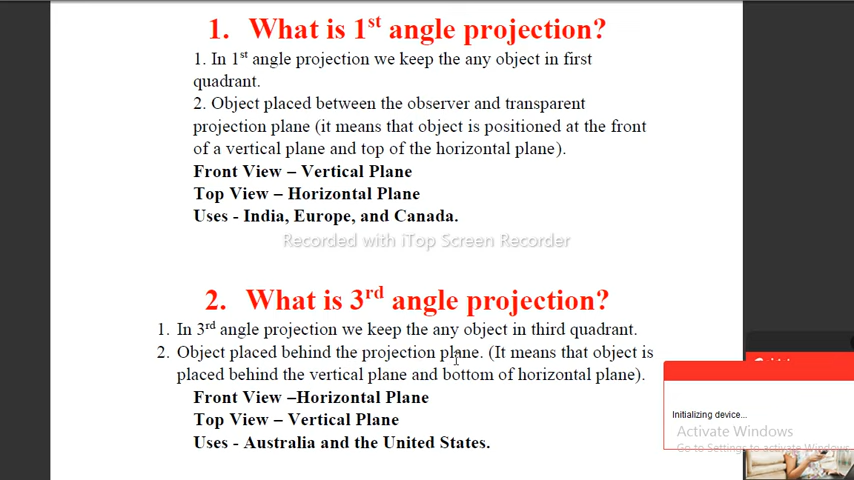 1. What is 1st angle projection?
1. In 1st angle projection we keep the any object in first
quadrant.
2. Object placed between the observer and transparent
projection plane (it means that object is positioned at the front
of a vertical plane and top of the horizontal plane).
Front View – Vertical Plane
Top View – Horizontal Plane
Uses - India, Europe, and Canada.
Recorded with iTop Screen Recorder
2. What is 3rd angle projection?
1. In 3rd angle projection we keep the any object in third quadrant.
2. Object placed behind the projection plane. (It means that object is
placed behind the vertical plane and bottom of horizontal plane).
Front View –Horizontal Plane
Top View – Vertical Plane
Uses - Australia and the United States.
Initializing device...
Activate Windows
Go to Settings to activate Windows